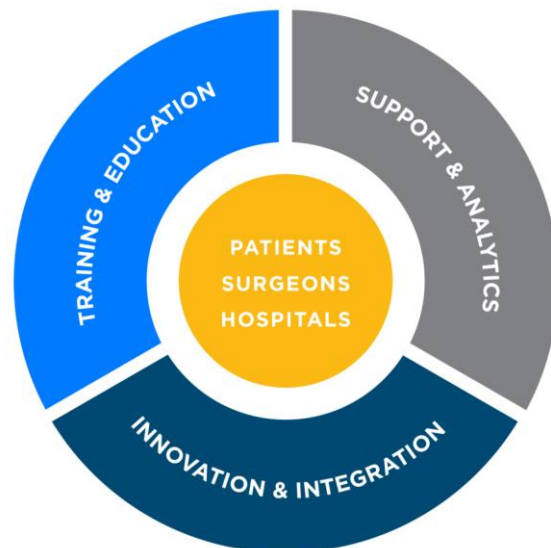 TRAINING & EDUCATION
SUPPORT & ANALYTICS
PATIENTS
SURGEONS
HOSPITALS
INNOVATION & INTEGRATION